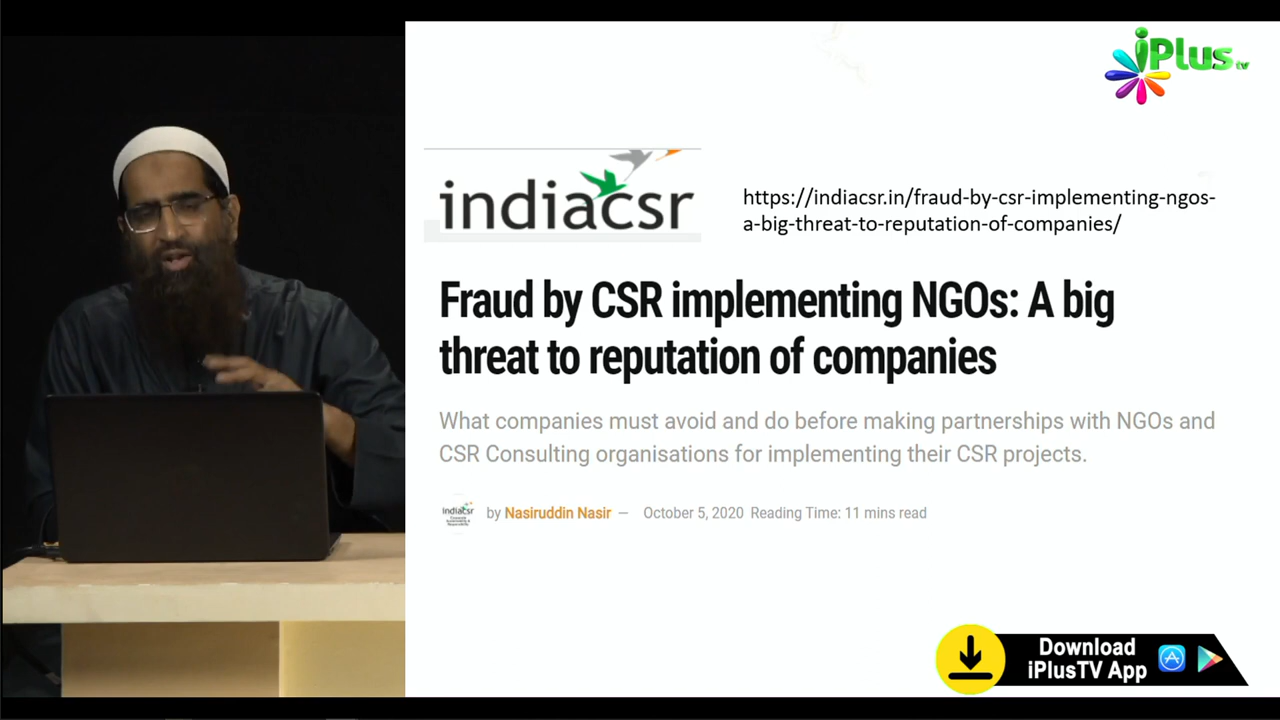 iPlus tv
indiacsr
https://indiacsr.in/fraud-by-csr-implementing-ngos-
a-big-threat-to-reputation-of-companies/
Fraud by CSR implementing NGOs: A big
threat to reputation of companies
What companies must avoid and do before making partnerships with NGOs and
CSR Consulting organisations for implementing their CSR projects.
indiacsr
by Nasiruddin Nasir — October 5, 2020 Reading Time: 11 mins read
Download
iPlusTV App